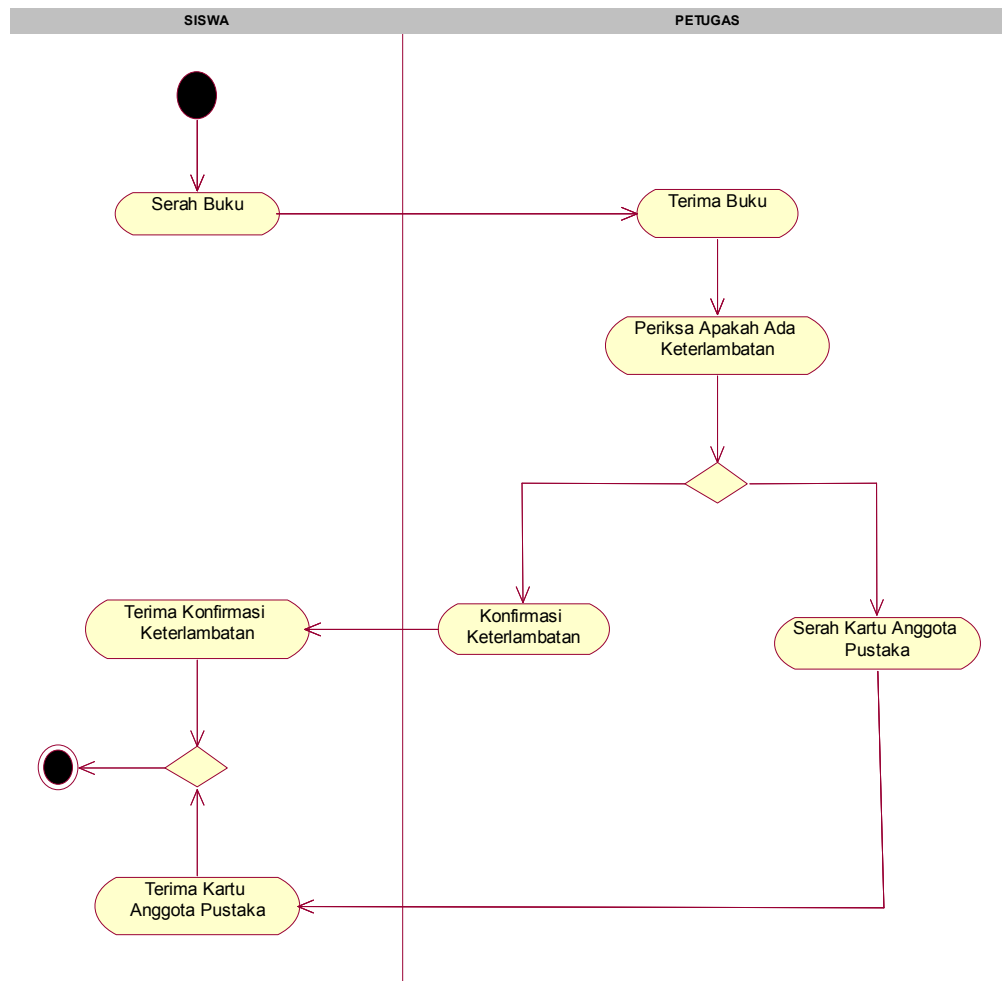 SISWA
PETUGAS
Serah Buku
Terima Buku
Periksa Apakah Ada
Keterlambatan
Terima Konfirmasi
Keterlambatan
Konfirmasi
Keterlambatan
Serah Kartu Anggota
Pustaka
Terima Kartu
Anggota Pustaka